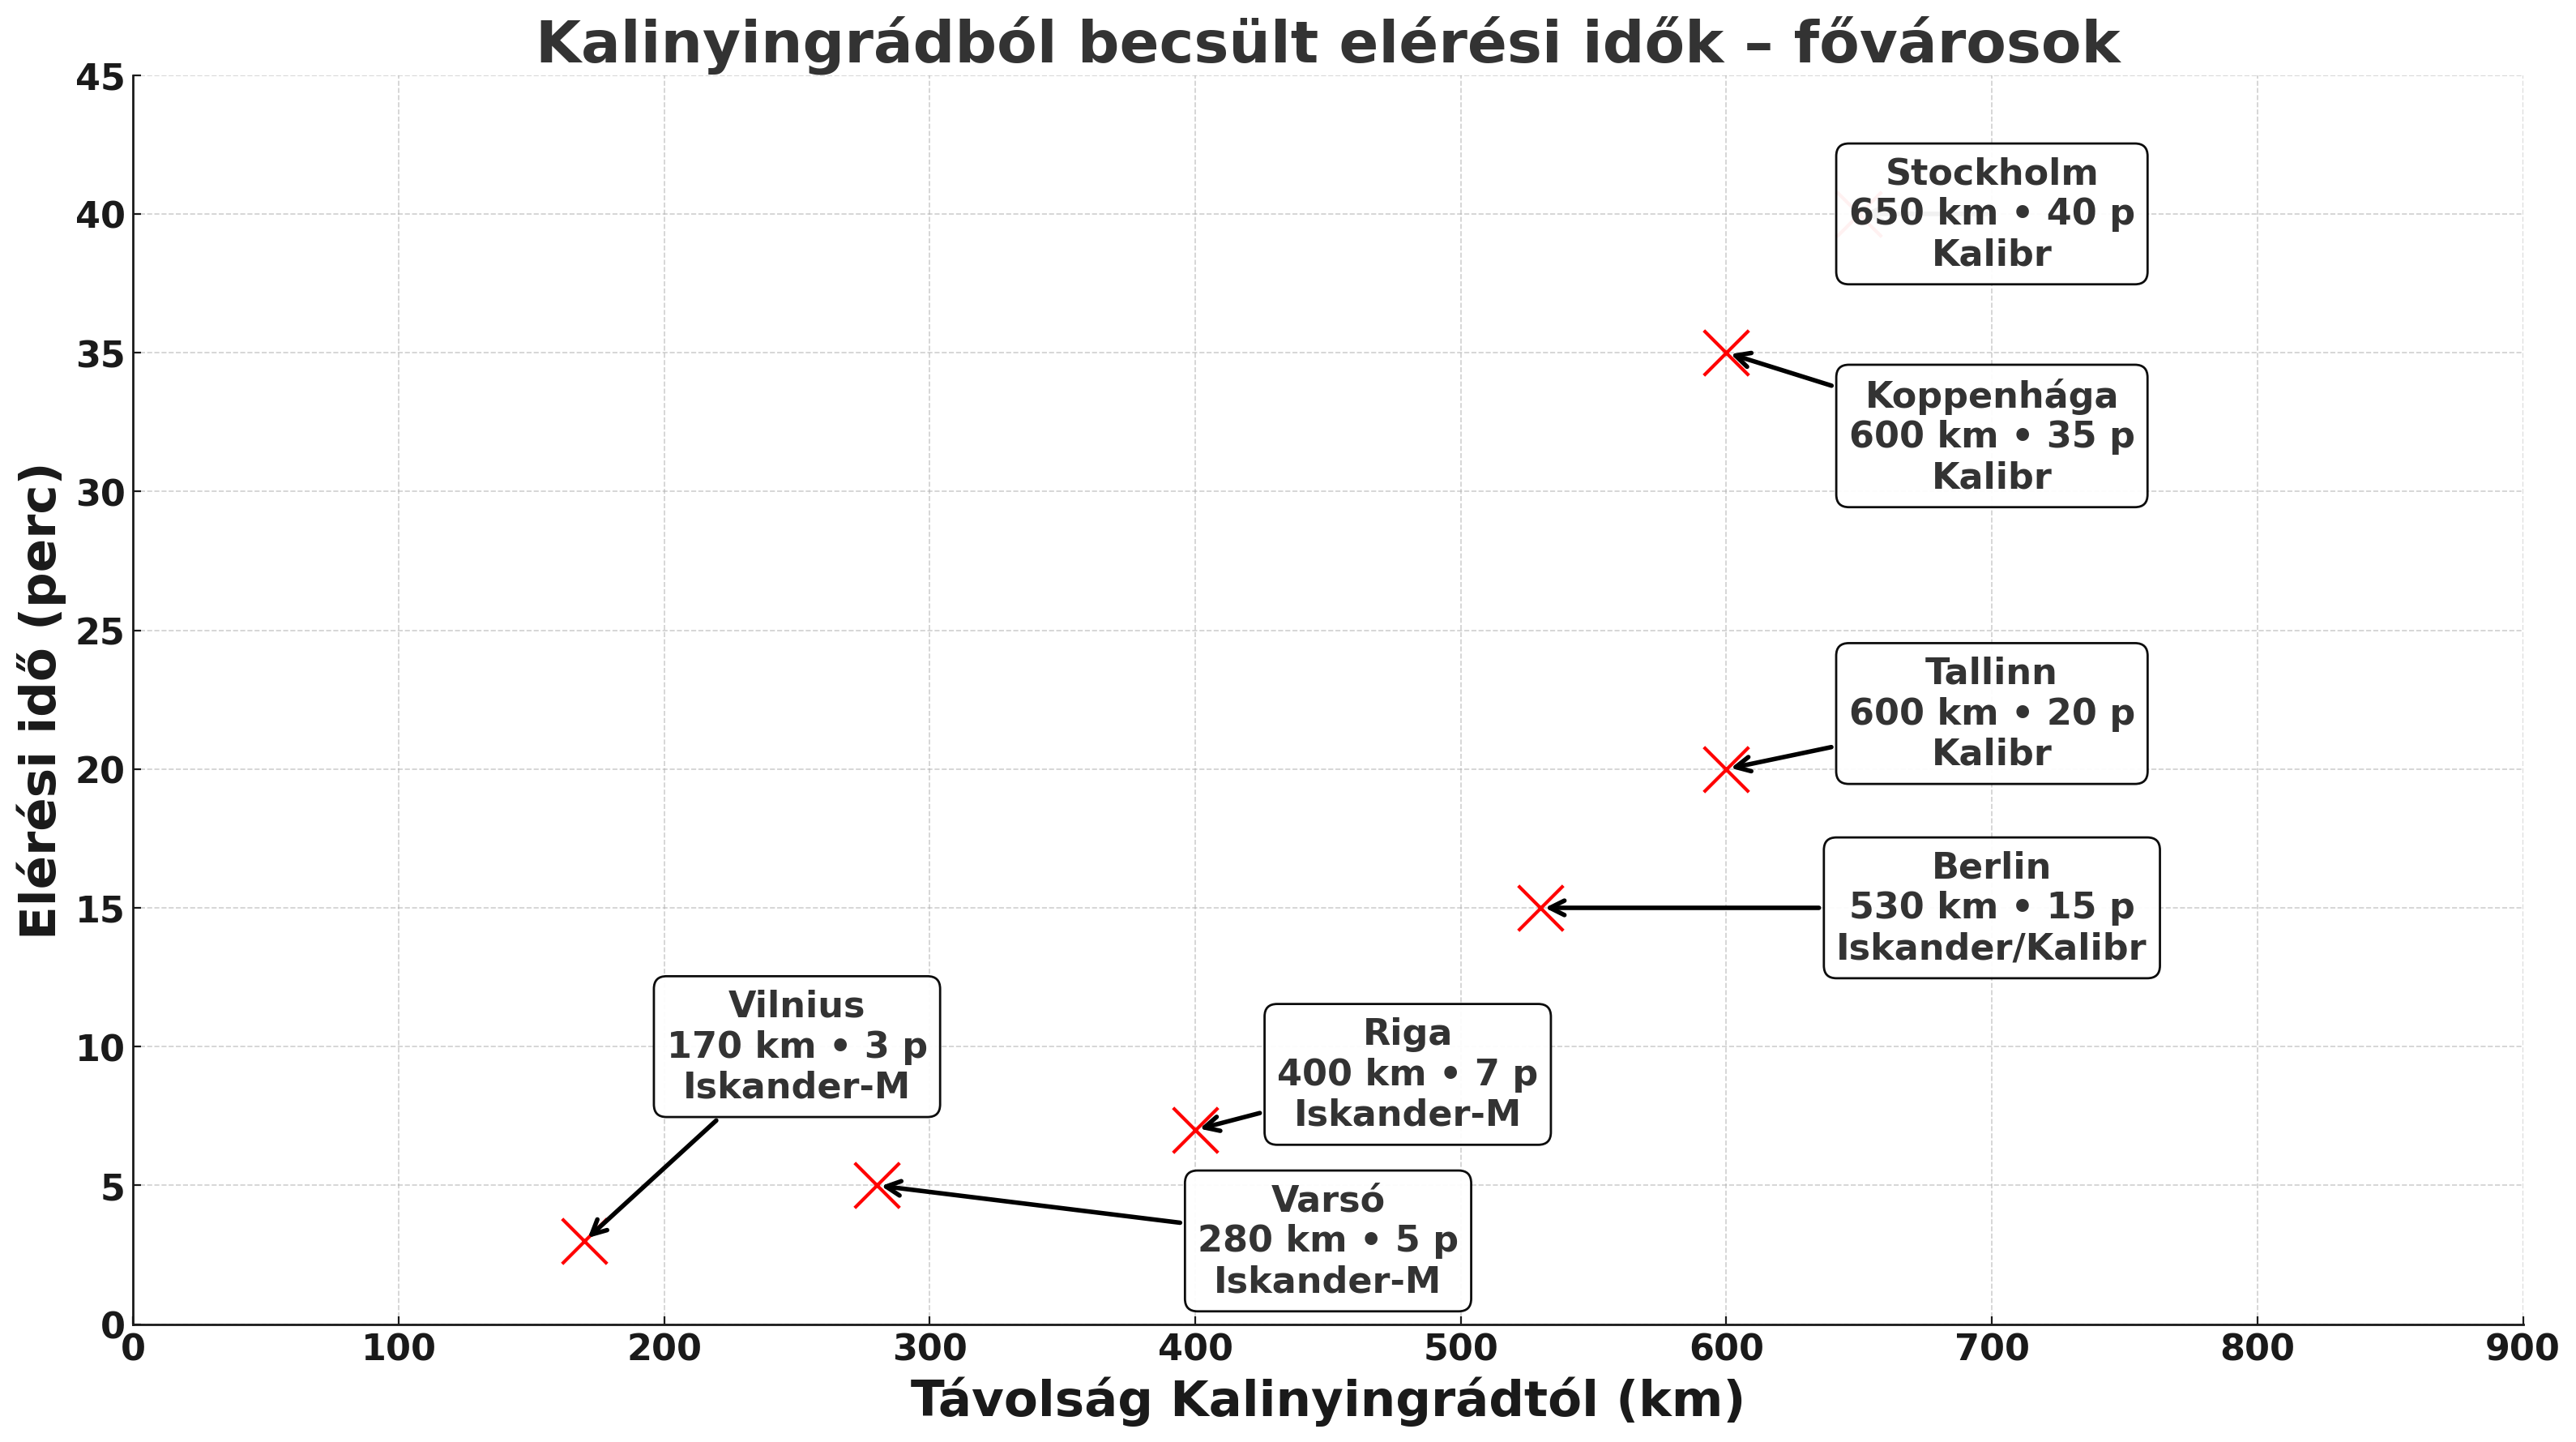 Kalinyingrádból becsült elérési idők – fővárosok
Elérési idő (perc)
45
40
35
30
25
20
15
10
5
0
Stockholm
650 km • 40 p
Kalibr
Koppenhága
600 km • 35 p
Kalibr
Tallinn
600 km • 20 p
Kalibr
Berlin
530 km • 15 p
Iskander/Kalibr
Vilnius
170 km • 3 p
Iskander-M
Riga
400 km • 7 p
Iskander-M
Varsó
280 km • 5 p
Iskander-M
0 100 200 300 400 500 600 700 800 900
Távolság Kalinyingrádtól (km)